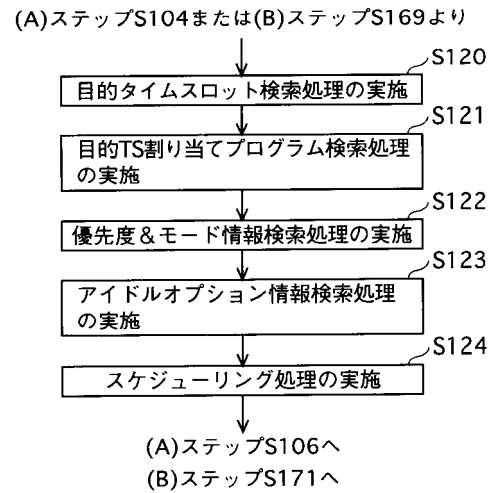 (A)ステップS104または(B)ステップS169より
S120
目的タイムスロット検索処理の実施
S121
目的TS割り当てプログラム検索処理
の実施
S122
優先度＆モード情報検索処理の実施
S123
アイドルオプション情報検索処理
の実施
S124
スケジューリング処理の実施
(A)ステップS106へ
(B)ステップS171へ